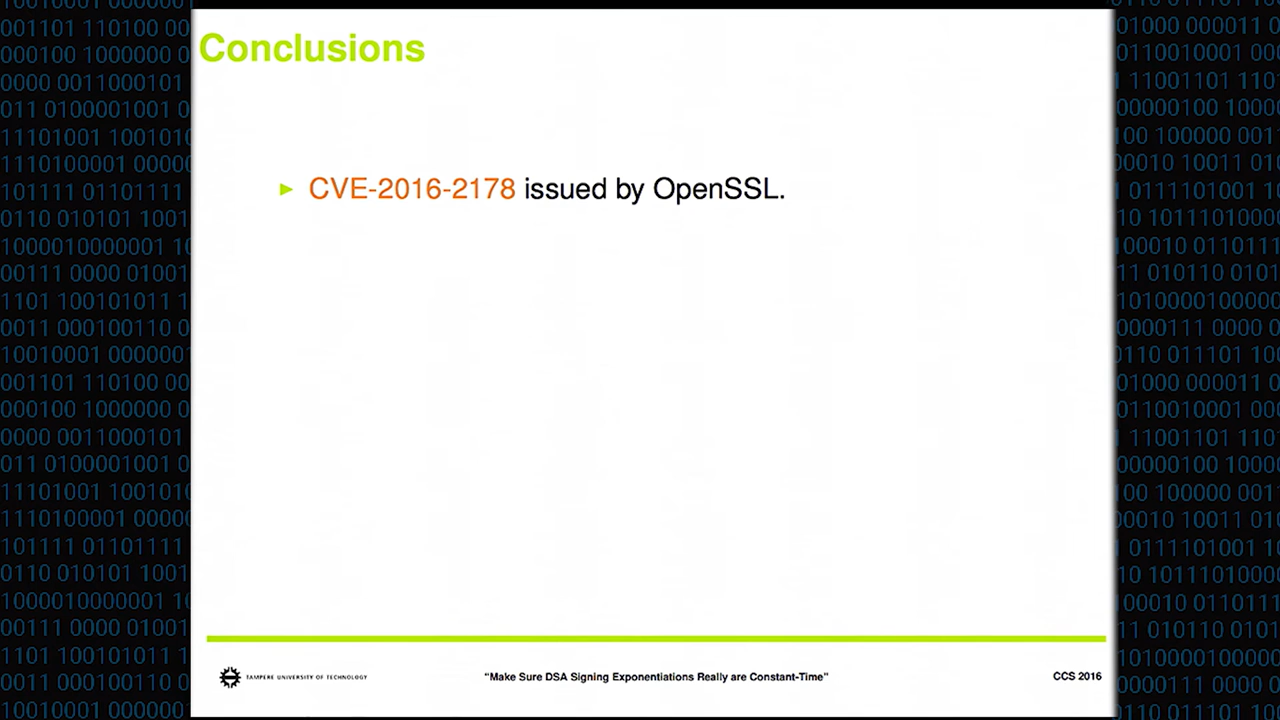 Conclusions
► CVE-2016-2178 issued by OpenSSL.
TAMPERE UNIVERSITY OF TECHNOLOGY
“Make Sure DSA Signing Exponentiations Really are Constant-Time”
CCS 2016